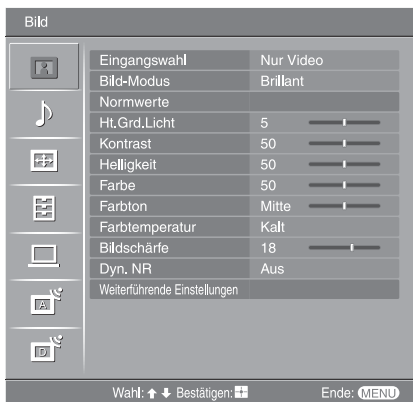 Bild
Eingangswahl Nur Video
Bild-Modus Brillant
Normwerte
Ht.Grd.Licht 5
Kontrast 50
Helligkeit 50
Farbe 50
Farbton Mitte
Farbtemperatur Kalt
Bildschärfe 18
Dyn. NR Aus
Weiterführende Einstellungen
A
D
Wahl: ↑ ↓ Bestätigen: Ende: MENU